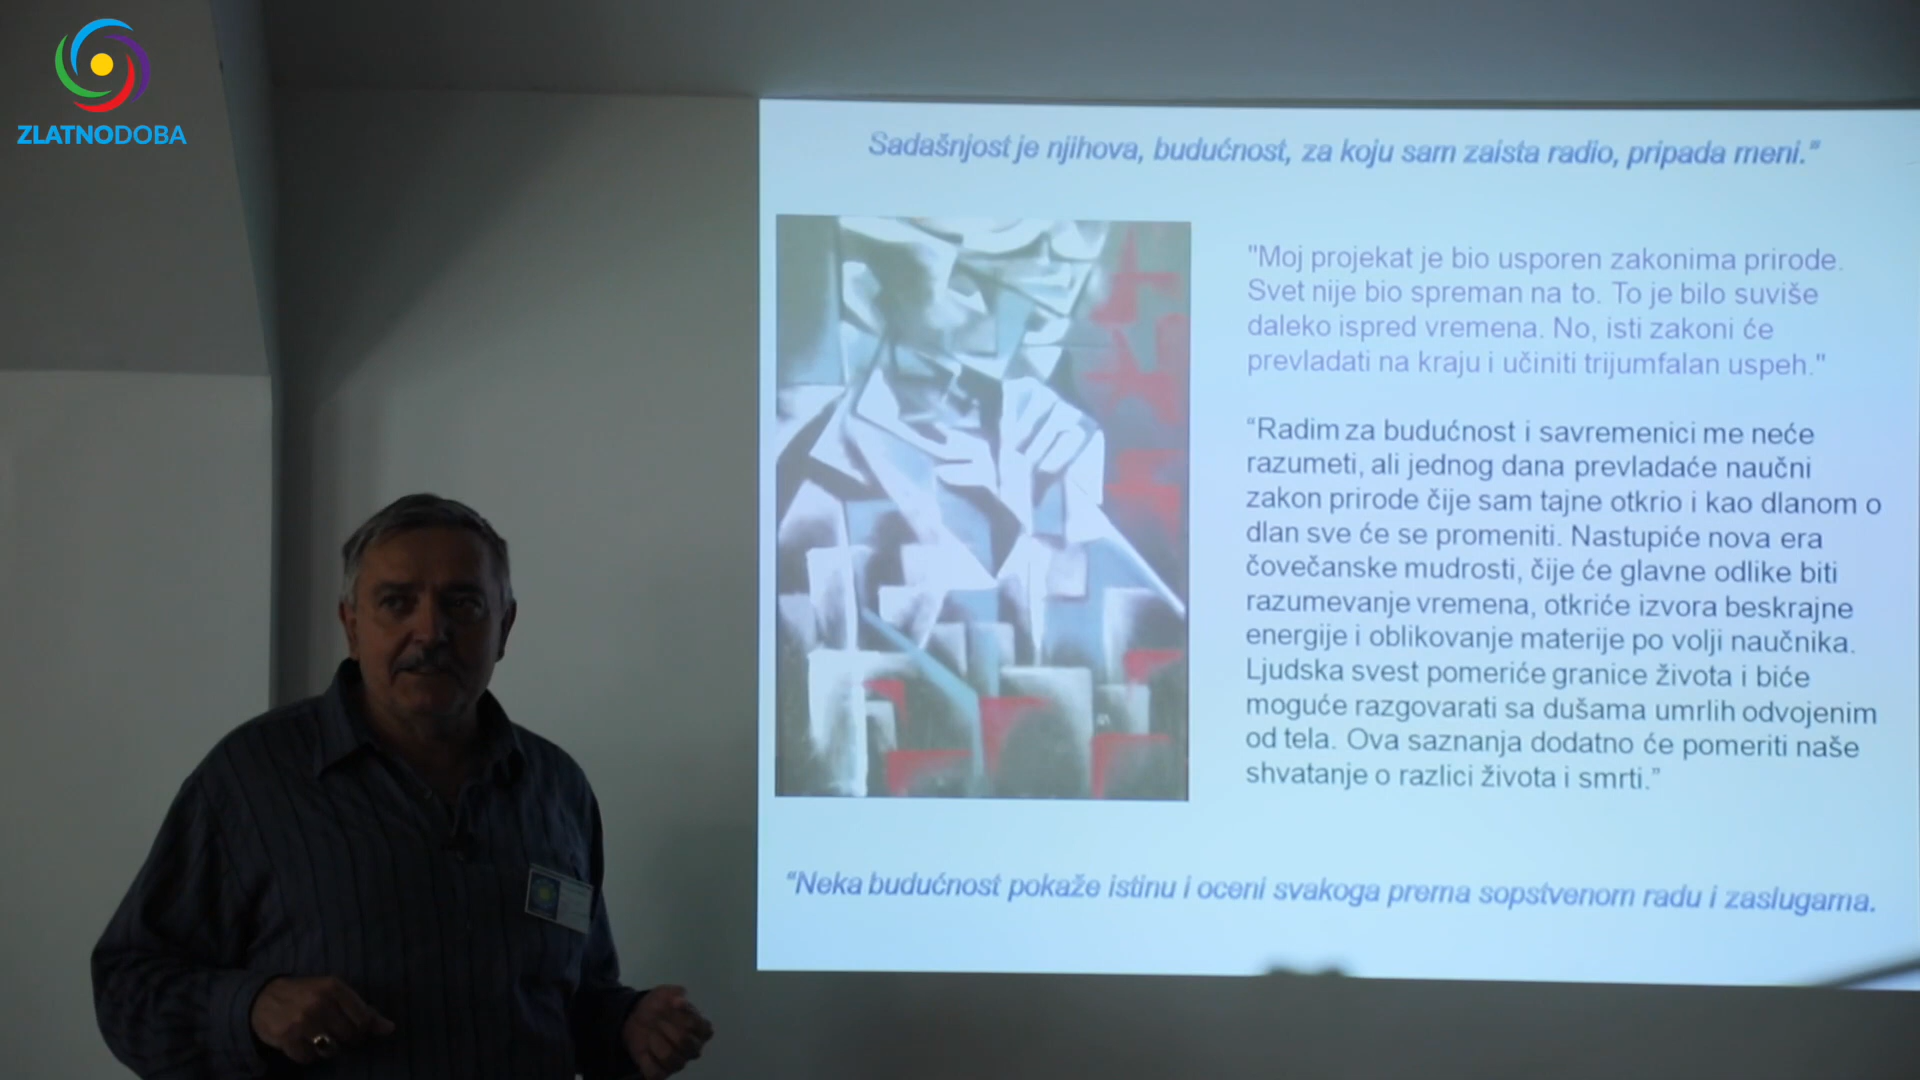 ZLATNODOBA
Sadašnjost je njihova, budućnost, za koju sam zaista radio, pripada meni."
"Moj projekat je bio usporen zakonima prirode.
Svet nije bio spreman na to. To je bilo suviše
daleko ispred vremena. No, isti zakoni će
prevladati na kraju i učiniti trijumfalan uspeh."
“Radim za budućnost i savremenici me neće
razumeti, ali jednog dana prevladaće naučni
zakon prirode čije sam tajne otkrio i kao dlanom o
dlan sve će se promeniti. Nastupiće nova era
čovečanske mudrosti, čije će glavne odlike biti
razumevanje vremena, otkriće izvora beskrajne
energije i oblikovanje materije po volji naučnika.
Ljudska svest pomeriće granice života i biće
moguće razgovarati sa dušama umrlih odvojenim
od tela. Ova saznanja dodatno će pomeriti naše
shvatanje o razlici života i smrti.”
“Neka budućnost pokaže istinu i oceni svakoga prema sopstvenom radu i zaslugama.